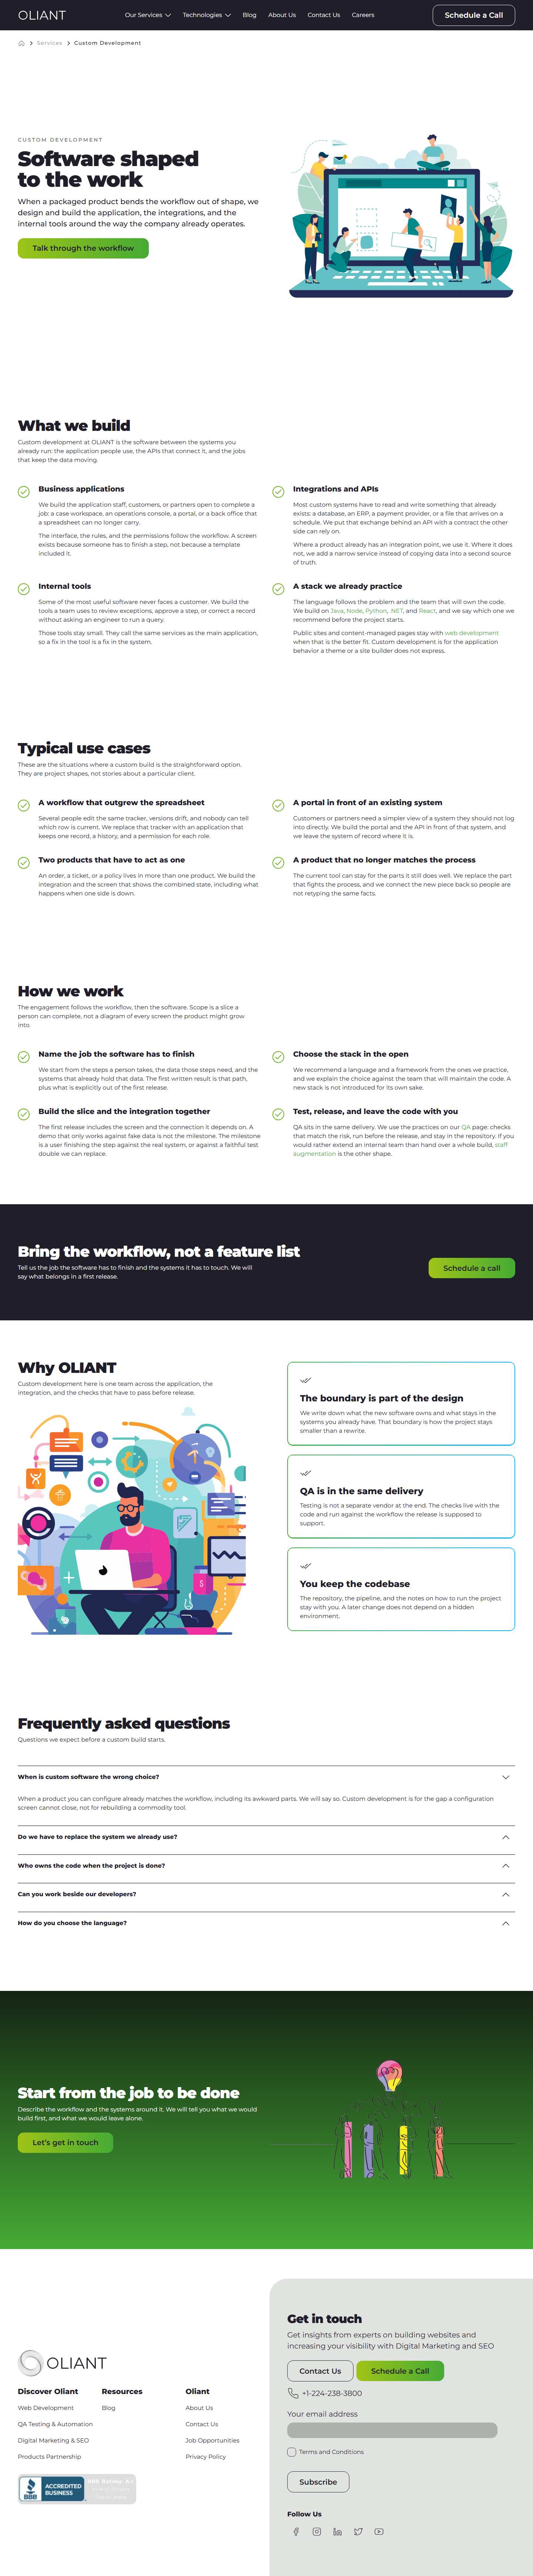 OLIANT
Our Services
Technologies
Blog
About Us
Contact Us
Careers
Schedule a Call
Services
Custom Development
CUSTOM DEVELOPMENT
Software shaped
to the work
When a packaged product bends the workflow out of shape, we
design and build the application, the integrations, and the
internal tools around the way the company already operates.
Talk through the workflow
What we build
Custom development at OLIANT is the software between the systems you
already run: the application people use, the APIs that connect it, and the jobs
that keep the data moving.
Business applications
We build the application staff, customers, or partners open to complete a
job: a case workspace, an operations console, a portal, or a back office that
a spreadsheet can no longer carry.
The interface, the rules, and the permissions follow the workflow. A screen
exists because someone has to finish a step, not because a template
included it.
Integrations and APIs
Most custom systems have to read and write something that already
exists: a database, an ERP, a payment provider, or a file that arrives on a
schedule. We put that exchange behind an API with a contract the other
side can rely on.
Where a product already has an integration point, we use it. Where it does
not, we add a narrow service instead of copying data into a second source
of truth.
Internal tools
Some of the most useful software never faces a customer. We build the
tools a team uses to review exceptions, approve a step, or correct a record
without asking an engineer to run a query.
Those tools stay small. They call the same services as the main application,
so a fix in the tool is a fix in the system.
A stack we already practice
The language follows the problem and the team that will own the code.
We build on Java, Node, Python, .NET, and React, and we say which one we
recommend before the project starts.
Public sites and content-managed pages stay with web development
when that is the better fit. Custom development is for the application
behavior a theme or a site builder does not express.
Typical use cases
These are the situations where a custom build is the straightforward option.
They are project shapes, not stories about a particular client.
A workflow that outgrew the spreadsheet
Several people edit the same tracker, versions drift, and nobody can tell
which row is current. We replace that tracker with an application that
keeps one record, a history, and a permission for each role.
A portal in front of an existing system
Customers or partners need a simpler view of a system they should not log
into directly. We build the portal and the API in front of that system, and
we leave the system of record where it is.
Two products that have to act as one
An order, a ticket, or a policy lives in more than one product. We build the
integration and the screen that shows the combined state, including what
happens when one side is down.
A product that no longer matches the process
The current tool can stay for the parts it still does well. We replace the part
that fights the process, and we connect the new piece back so people are
not retyping the same facts.
How we work
The engagement follows the workflow, then the software. Scope is a slice a
person can complete, not a diagram of every screen the product might grow
into.
Name the job the software has to finish
We start from the steps a person takes, the data those steps need, and the
systems that already hold that data. The first written result is that path,
plus what is explicitly out of the first release.
Choose the stack in the open
We recommend a language and a framework from the ones we practice,
and we explain the choice against the team that will maintain the code. A
new stack is not introduced for its own sake.
Build the slice and the integration together
The first release includes the screen and the connection it depends on. A
demo that only works against fake data is not the milestone. The milestone
is a user finishing the step against the real system, or against a faithful test
double we can replace.
Test, release, and leave the code with you
QA sits in the same delivery. We use the practices on our QA page: checks
that match the risk, run before the release, and stay in the repository. If you
would rather extend an internal team than hand over a whole build, staff
augmentation is the other shape.
Bring the workflow, not a feature list
Tell us the job the software has to finish and the systems it has to touch. We will
say what belongs in a first release.
Schedule a call
Why OLIANT
Custom development here is one team across the application, the
integration, and the checks that have to pass before release.
The boundary is part of the design
We write down what the new software owns and what stays in the
systems you already have. That boundary is how the project stays
smaller than a rewrite.
QA is in the same delivery
Testing is not a separate vendor at the end. The checks live with the
code and run against the workflow the release is supposed to
support.
You keep the codebase
The repository, the pipeline, and the notes on how to run the project
stay with you. A later change does not depend on a hidden
environment.
Frequently asked questions
Questions we expect before a custom build starts.
When is custom software the wrong choice?
When a product you can configure already matches the workflow, including its awkward parts. We will say so. Custom development is for the gap a configuration
screen cannot close, not for rebuilding a commodity tool.
Do we have to replace the system we already use?
Who owns the code when the project is done?
Can you work beside our developers?
How do you choose the language?
Start from the job to be done
Describe the workflow and the systems around it. We will tell you what we would
build first, and what we would leave alone.
Let's get in touch
OLIANT
Discover Oliant
Web Development
QA Testing & Automation
Digital Marketing & SEO
Products Partnership
Resources
Blog
Oliant
About Us
Contact Us
Job Opportunities
Privacy Policy
BBB
ACCREDITED
BUSINESS
BBB Rating: A+
Get in touch
Get insights from experts on building websites and
increasing your visibility with Digital Marketing and SEO
Contact Us
Schedule a Call
+1-224-238-3800
Your email address
Terms and Conditions
Subscribe
Follow Us